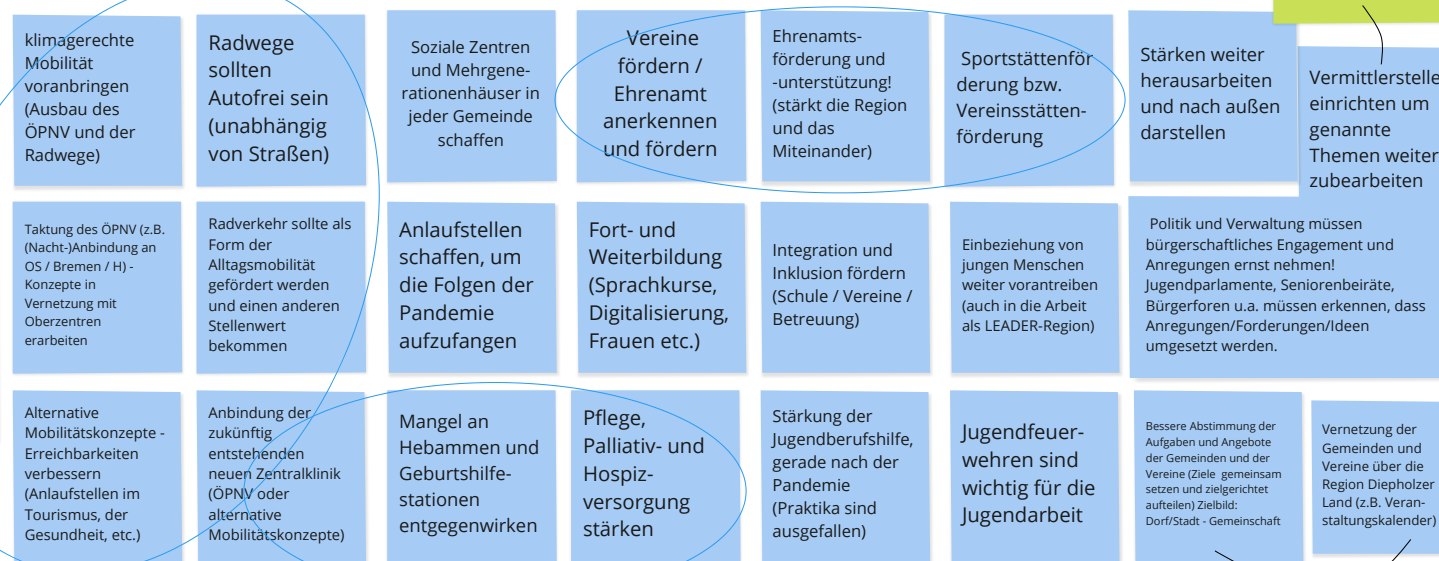 klimagerechte
Mobilität
voranbringen
(Ausbau des
ÖPNV und der
Radwege)
Radwege
sollten
Autofrei sein
(unabhängig
von Straßen)
Soziale Zentren
und Mehrgene-
rationenhäuser in
jeder Gemeinde
schaffen
Vereine
fördern /
Ehrenamt
anerkennen
und fördern
Ehrenamts-
förderung und
-unterstützung!
(stärkt die Region
und das
Miteinander)
Sportstättenför
derung bzw.
Vereinsstätten-
förderung
Stärken weiter
herausarbeiten
und nach außen
darstellen
Vermittlerstelle
einrichten um
genannte
Themen weiter
zubearbeiten
Taktung des ÖPNV (z.B.
(Nacht-)Anbindung an
OS / Bremen / H) -
Konzepte in
Vernetzung mit
Oberzentren
erarbeiten
Radverkehr sollte als
Form der
Alltagsmobilität
gefördert werden
und einen anderen
Stellenwert
bekommen
Anlaufstellen
schaffen, um
die Folgen der
Pandemie
aufzufangen
Fort- und
Weiterbildung
(Sprachkurse,
Digitalisierung,
Frauen etc.)
Integration und
Inklusion fördern
(Schule / Vereine /
Betreuung)
Einbeziehung von
jungen Menschen
weiter vorantreiben
(auch in die Arbeit
als LEADER-Region)
Politik und Verwaltung müssen
bürgerschaftliches Engagement und
Anregungen ernst nehmen!
Jugendparlamente, Seniorenbeiräte,
Bürgerforen u.a. müssen erkennen, dass
Anregungen/Forderungen/Ideen
umgesetzt werden.
Alternative
Mobilitätskonzepte -
Erreichbarkeiten
verbessern
(Anlaufstellen im
Tourismus, der
Gesundheit, etc.)
Anbindung der
zukünftig
entstehenden
neuen Zentralklinik
(ÖPNV oder
alternative
Mobilitätskonzepte)
Mangel an
Hebammen und
Geburtshilfe-
stationen
entgegenwirken
Pflege,
Palliativ- und
Hospiz-
versorgung
stärken
Stärkung der
Jugendberufshilfe,
gerade nach der
Pandemie
(Praktika sind
ausgefallen)
Jugendfeuer-
wehren sind
wichtig für die
Jugendarbeit
Bessere Abstimmung der
Aufgaben und Angebote
der Gemeinden und der
Vereine (Ziele gemeinsam
setzen und zielgerichtet
aufteilen) Zielbild:
Dorf/Stadt - Gemeinschaft
Vernetzung der
Gemeinden und
Vereine über die
Region Diepholzer
Land (z.B. Veran-
staltungskalender)